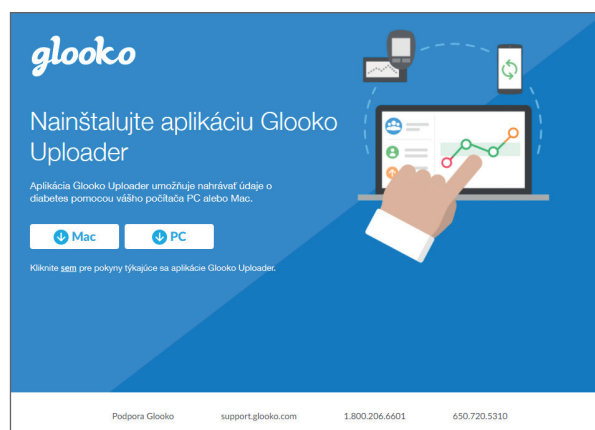 glooko
Nainštalujte aplikáciu Glooko
Uploader
Aplikácia Glooko Uploader umožňuje nahrávať údaje o
diabetes pomocou vášho počítača PC alebo Mac.
Mac PC
Kliknite sem pre pokyny týkajúce sa aplikácie Glooko Uploader.
Podpora Glooko support.glooko.com 1.800.206.6601 650.720.5310